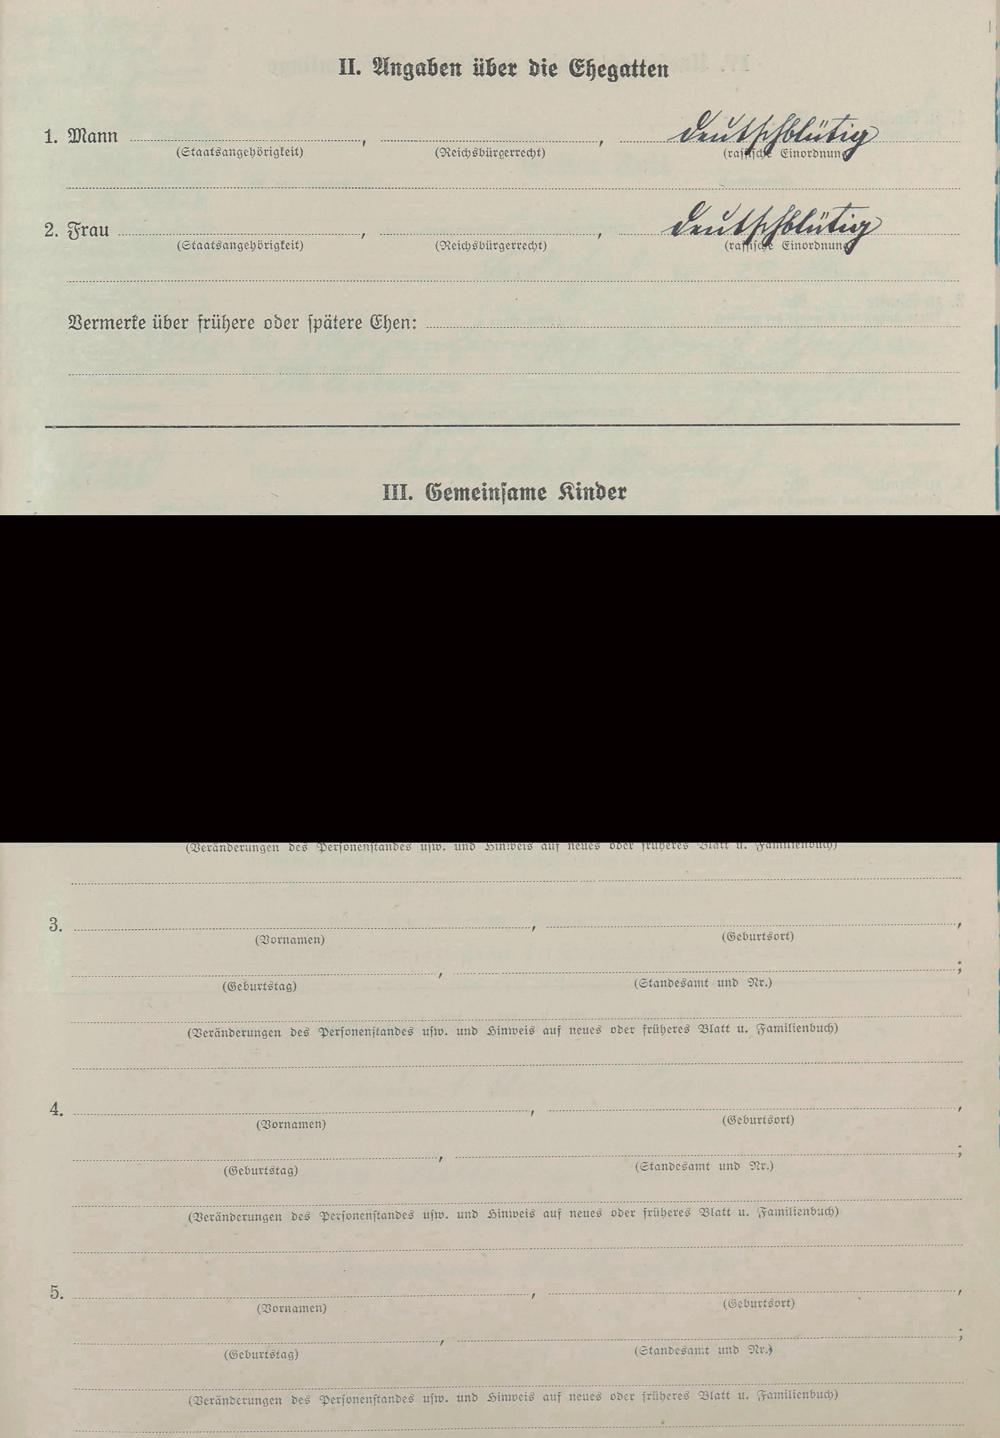 II. Angaben über die Ehegatten
1. Mann , , deutschblütig
(Staatsangehörigkeit) (Reichsbürgerrecht) (rassische Einordnung)
2. Frau , , deutschblütig
(Staatsangehörigkeit) (Reichsbürgerrecht) (rassische Einordnung)
Vermerke über frühere oder spätere Ehen:
III. Gemeinsame Kinder
(Veränderungen des Personenstandes usw. und Hinweis auf neues oder früheres Blatt u. Familienbuch)
3. , ,
(Vornamen) (Geburtsort)
, ;
(Geburtstag) (Standesamt und Nr.)
(Veränderungen des Personenstandes usw. und Hinweis auf neues oder früheres Blatt u. Familienbuch)
4. , ,
(Vornamen) (Geburtsort)
, ;
(Geburtstag) (Standesamt und Nr.)
(Veränderungen des Personenstandes usw. und Hinweis auf neues oder früheres Blatt u. Familienbuch)
5. , ,
(Vornamen) (Geburtsort)
, ;
(Geburtstag) (Standesamt und Nr.)
(Veränderungen des Personenstandes usw. und Hinweis auf neues oder früheres Blatt u. Familienbuch)